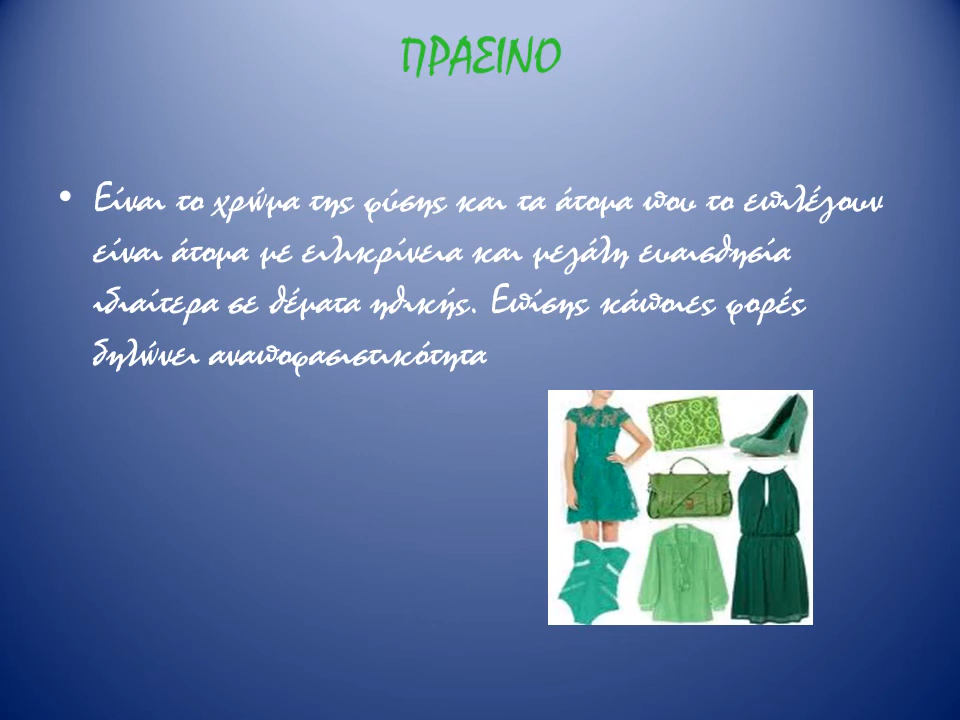 ΠΡΑΣΙΝΟ
• Είναι το χρώμα της φύσης και τα άτομα που το επιλέγουν
είναι άτομα με ειλικρίνεια και μεγάλη ευαισθησία
ιδιαίτερα σε θέματα ηθικής. Επίσης κάποιες φορές
δηλώνει αναποφασιστικότητα